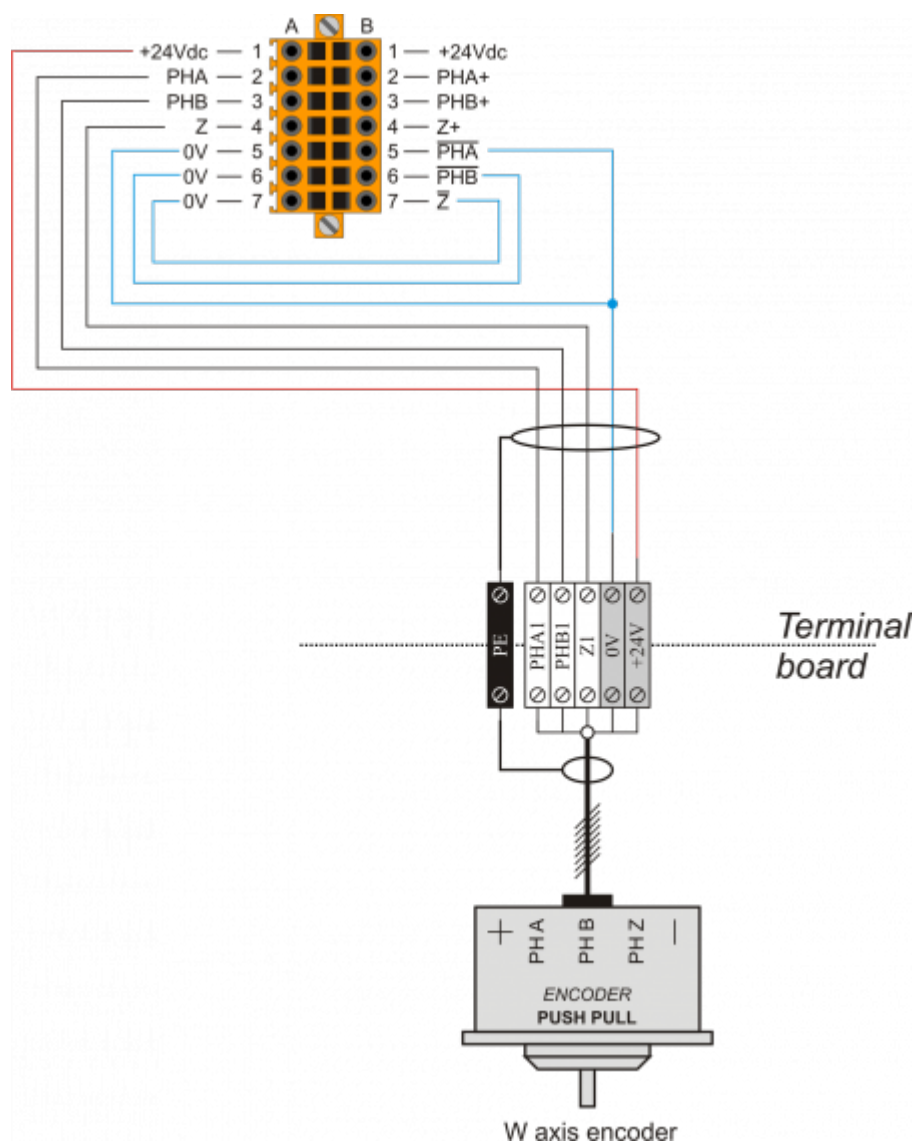 A B
+24Vdc — 1 1 — +24Vdc
PHA — 2 2 — PHA+
PHB — 3 3 — PHB+
Z — 4 4 — Z+
0V — 5 5 — P̅H̅A̅
0V — 6 6 — P̅H̅B̅
0V — 7 7 — Z̅
PE
PHA1
PHB1
Z1
0V
+24V
Terminal
board
+
PH A
PH B
PH Z
—
ENCODER
PUSH PULL
W axis encoder